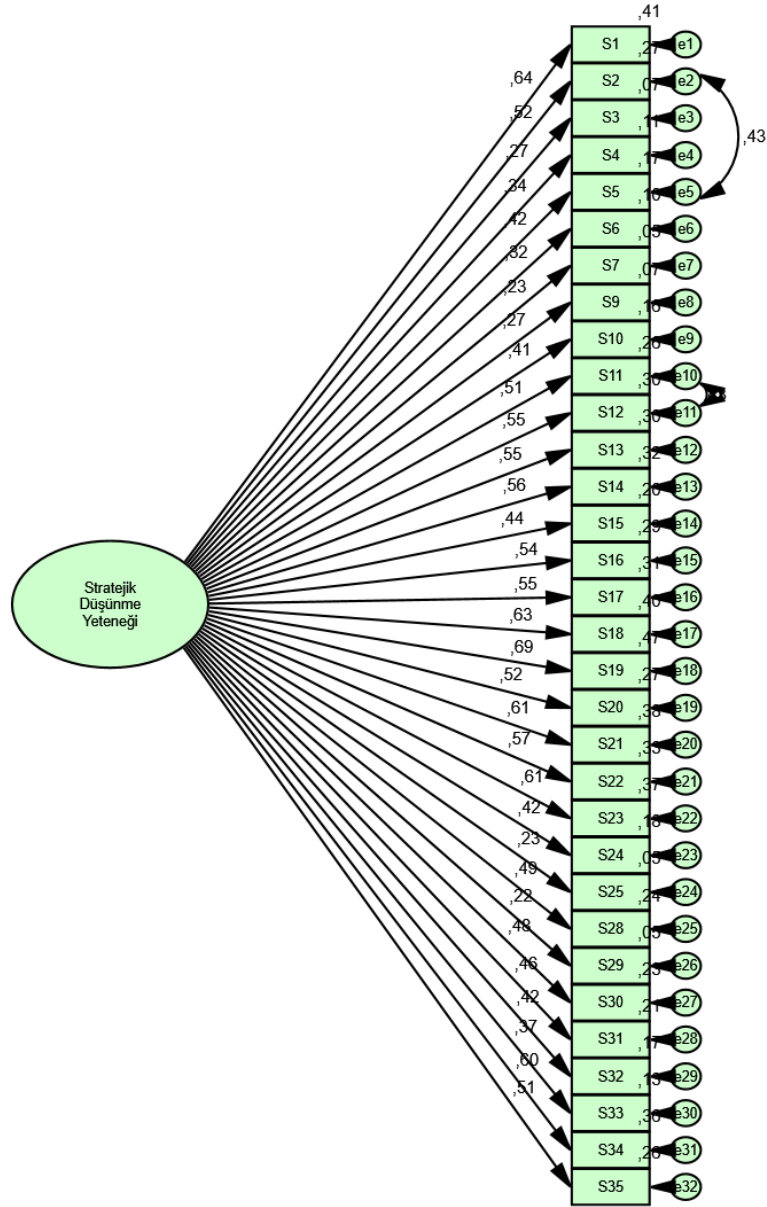 ,41
,64 S1 e1
,27
,52 S2 e2
,07
,27 S3 e3
,43
,11
,34 S4 e4
,17
,42 S5 e5
,10
,32 S6 e6
,05
,23 S7 e7
,07
,27 S9 e8
,16
,41 S10 e9
,26
,51 S11 e10
,30
,55 S12 e11
,30
,55 S13 e12
,32
,56 S14 e13
,20
,44 S15 e14
,29
,54 S16 e15
,31
,55 S17 e16
,40
,63 S18 e17
,47
,69 S19 e18
,27
,52 S20 e19
,38
,61 S21 e20
,33
,57 S22 e21
,37
,61 S23 e22
,18
,42 S24 e23
,05
,23 S25 e24
,24
,49 S28 e25
,05
,22 S29 e26
,23
,48 S30 e27
,21
,46 S31 e28
,17
,42 S32 e29
,13
,37 S33 e30
,36
,60 S34 e31
,26
,51 S35 e32
Stratejik
Düşünme
Yeteneği